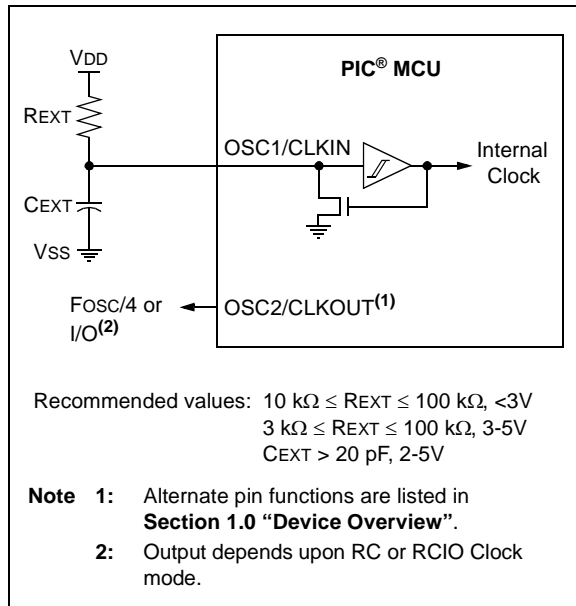 VDD
PIC® MCU
REXT
OSC1/CLKIN
Internal
Clock
CEXT
VSS
FOSC/4 or
I/O(2)
OSC2/CLKOUT(1)
Recommended values: 10 kΩ ≤ REXT ≤ 100 kΩ, <3V
3 kΩ ≤ REXT ≤ 100 kΩ, 3-5V
CEXT > 20 pF, 2-5V
Note 1: Alternate pin functions are listed in
Section 1.0 “Device Overview”.
2: Output depends upon RC or RCIO Clock
mode.